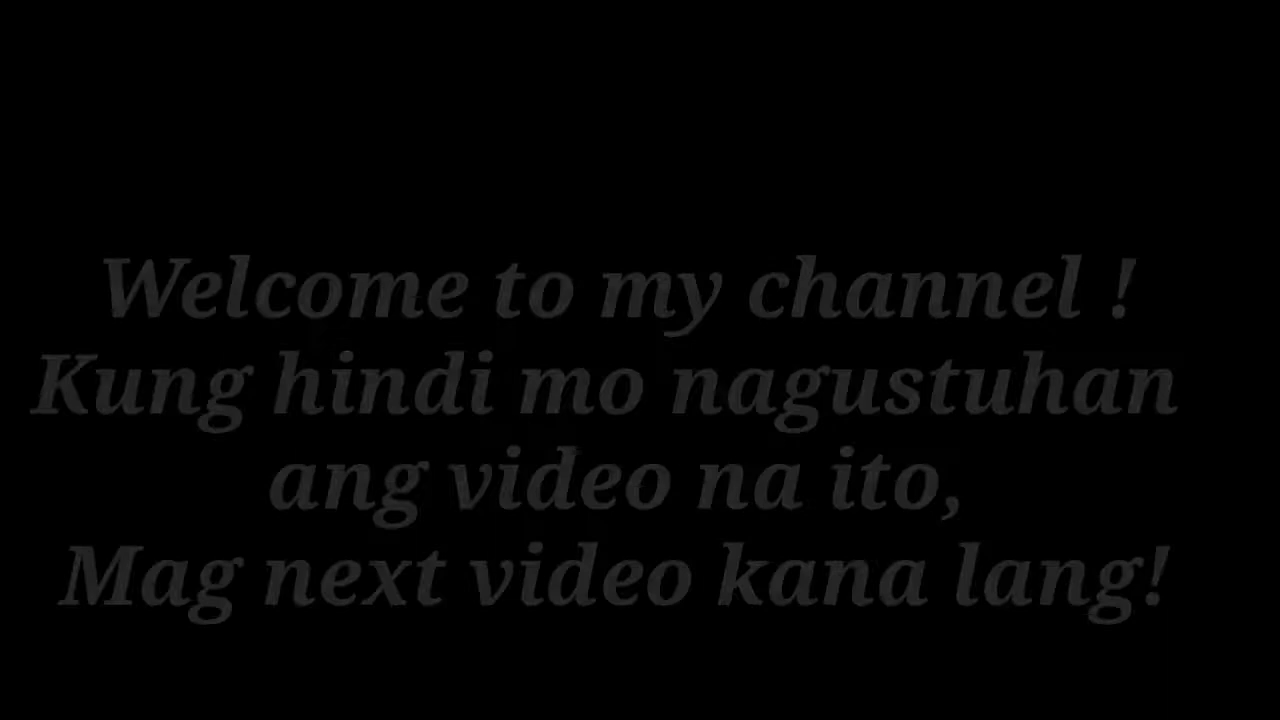 Welcome to my channel !
Kung hindi mo nagustuhan
ang video na ito,
Mag next video kana lang!